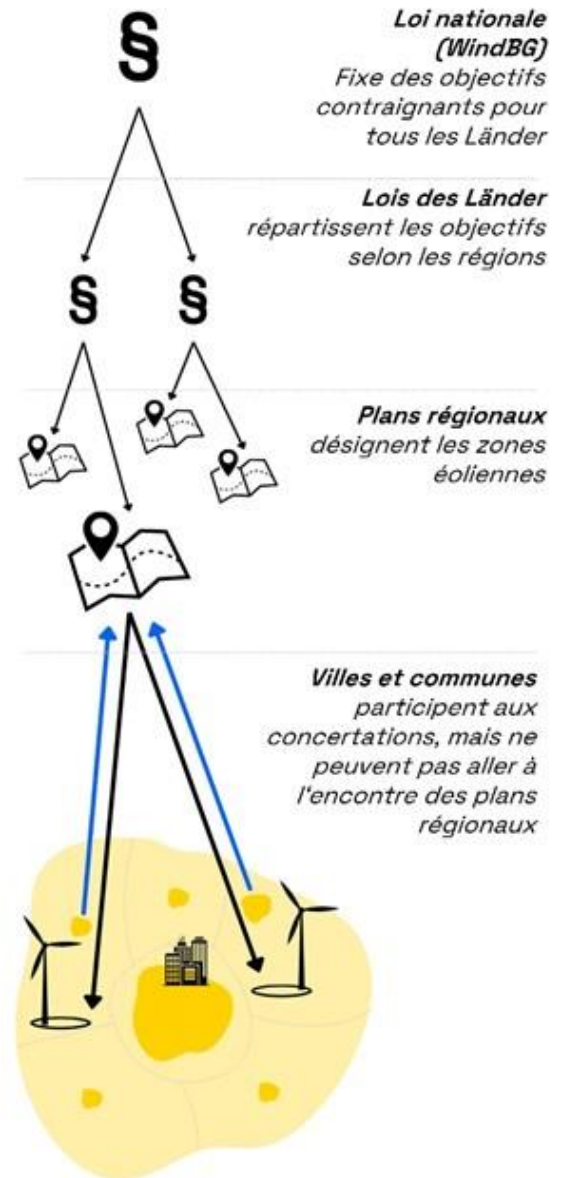 §
Loi nationale
(WindBG)
Fixe des objectifs
contraignants pour
tous les Länder
Lois des Länder
répartissent les objectifs
selon les régions
§ §
Plans régionaux
désignent les zones
éoliennes
Villes et communes
participent aux
concertations, mais ne
peuvent pas aller à
l'encontre des plans
régionaux